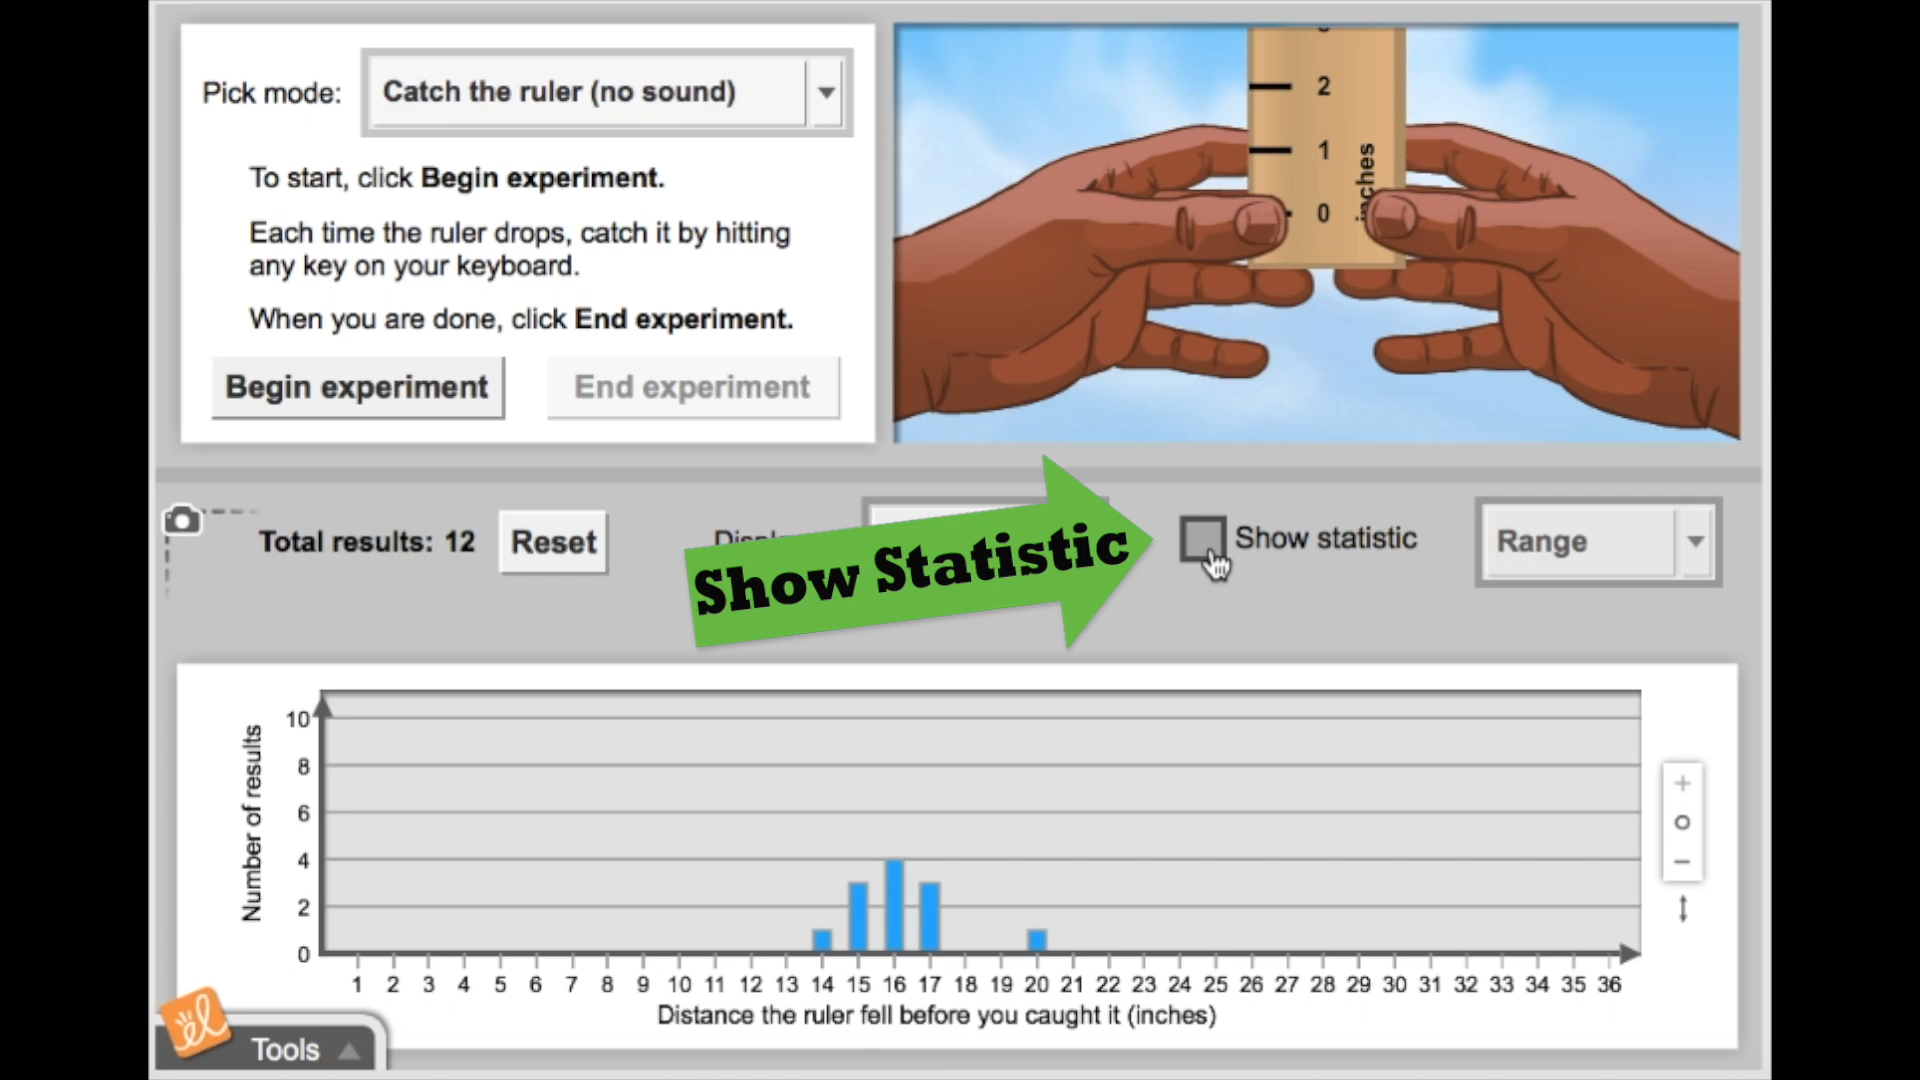 Pick mode:
Catch the ruler (no sound)
To start, click Begin experiment.
Each time the ruler drops, catch it by hitting
any key on your keyboard.
When you are done, click End experiment.
Begin experiment
End experiment
2
1
0
inches
Total results: 12
Reset
Show Statistic
Show statistic
Range
Number of results
10
8
6
4
2
0
1 2 3 4 5 6 7 8 9 10 11 12 13 14 15 16 17 18 19 20 21 22 23 24 25 26 27 28 29 30 31 32 33 34 35 36
Distance the ruler fell before you caught it (inches)
el
Tools